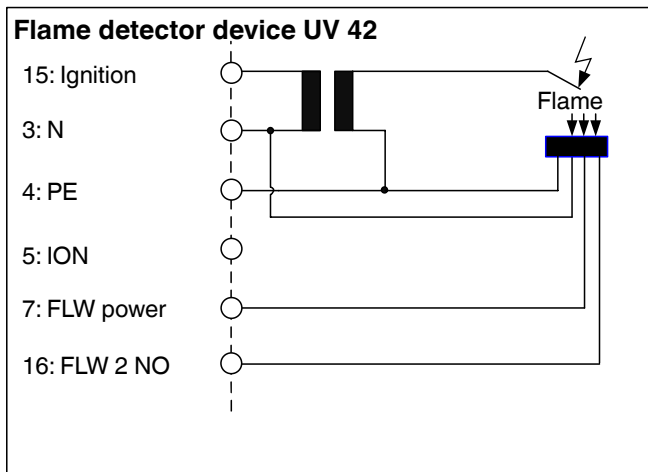 Flame detector device UV 42
15: Ignition
Flame
3: N
4: PE
5: ION
7: FLW power
16: FLW 2 NO